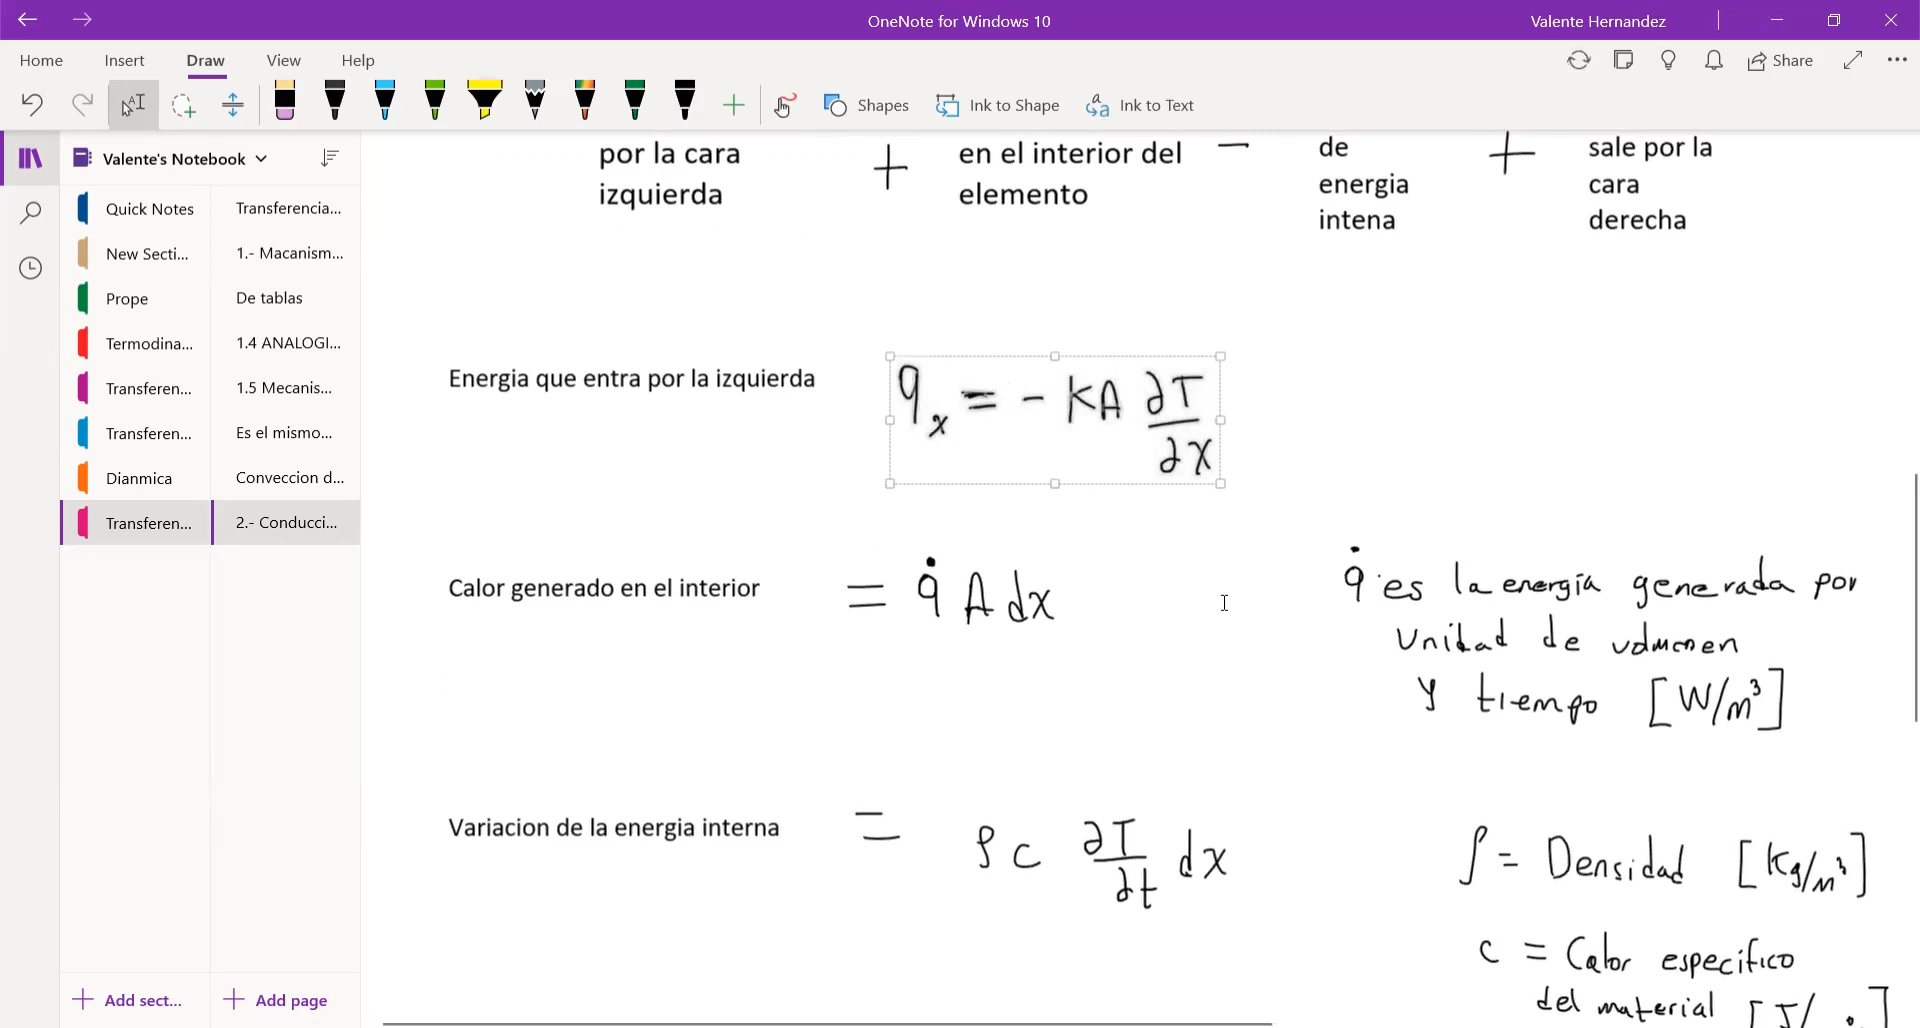 OneNote for Windows 10
Valente Hernandez
Home Insert Draw View Help
Share
Shapes Ink to Shape Ink to Text
Valente's Notebook
Quick Notes
New Secti...
Prope
Termodina...
Transferen...
Transferen...
Dianmica
Transferen...
Transferencia...
1.- Macanism...
De tablas
1.4 ANALOGI...
1.5 Mecanis...
Es el mismo...
Conveccion d...
2.- Conducci...
Add sect...
Add page
por la cara
izquierda
+
en el interior del
elemento
−
de
energia
intena
+
sale por la
cara
derecha
Energia que entra por la izquierda
q_x = - KA ∂T/∂x
Calor generado en el interior
= q̇ A dx
q̇ es la energía generada por
Unidad de volumen
y tiempo [W/m³]
Variacion de la energia interna
= ρ c ∂T/∂t dx
ρ = Densidad [Kg/m³]
c = Calor especifico
del material [J/